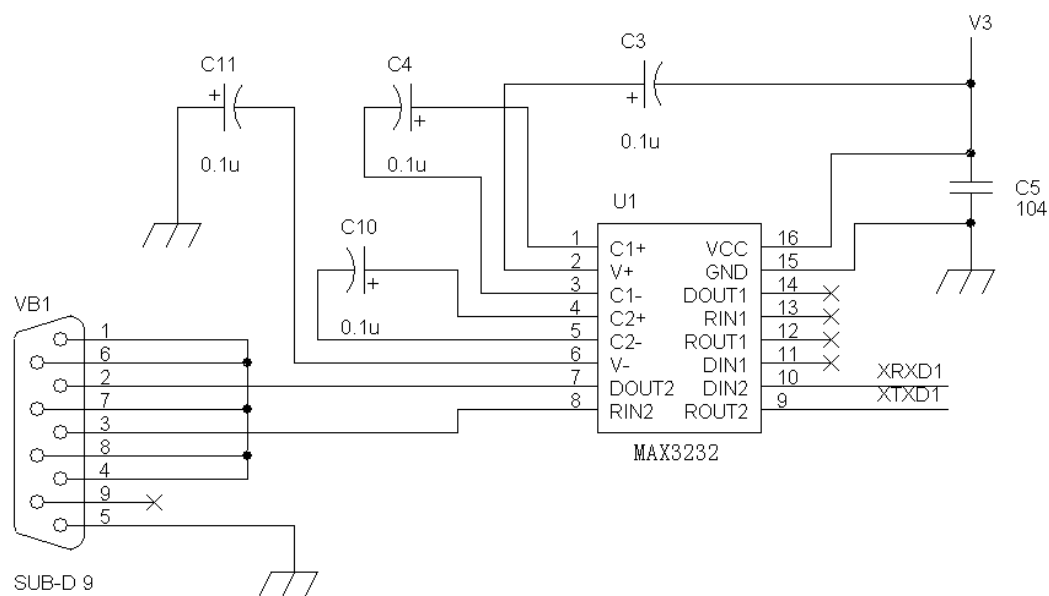 V3
C3
C11
C4
+
+
+
0.1u
0.1u
0.1u
C5
104
U1
C10
+
0.1u
1 C1+ VCC 16
2 V+ GND 15
3 C1- DOUT1 14
4 C2+ RIN1 13
5 C2- ROUT1 12
6 V- DIN1 11
7 DOUT2 DIN2 10 XRXD1
8 RIN2 ROUT2 9 XTXD1
MAX3232
VB1
1
6
2
7
3
8
4
9
5
SUB-D 9